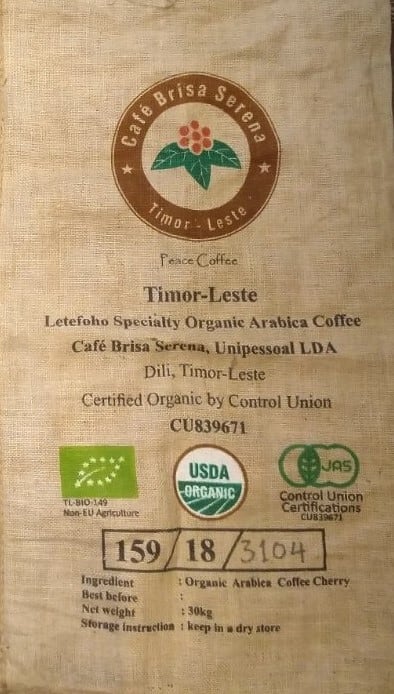 Café Brisa Serena
Timor - Leste
Peace Coffee
Timor-Leste
Letefoho Specialty Organic Arabica Coffee
Café Brisa Serena, Unipessoal LDA
Dili, Timor-Leste
Certified Organic by Control Union
CU839671
TL-BIO-149
Non-EU Agriculture
USDA
ORGANIC
JAS
Control Union
Certifications
CU839671
159/18/3104
Ingredient : Organic Arabica Coffee Cherry
Best before :
Net weight : 30kg
Storage instruction : keep in a dry store